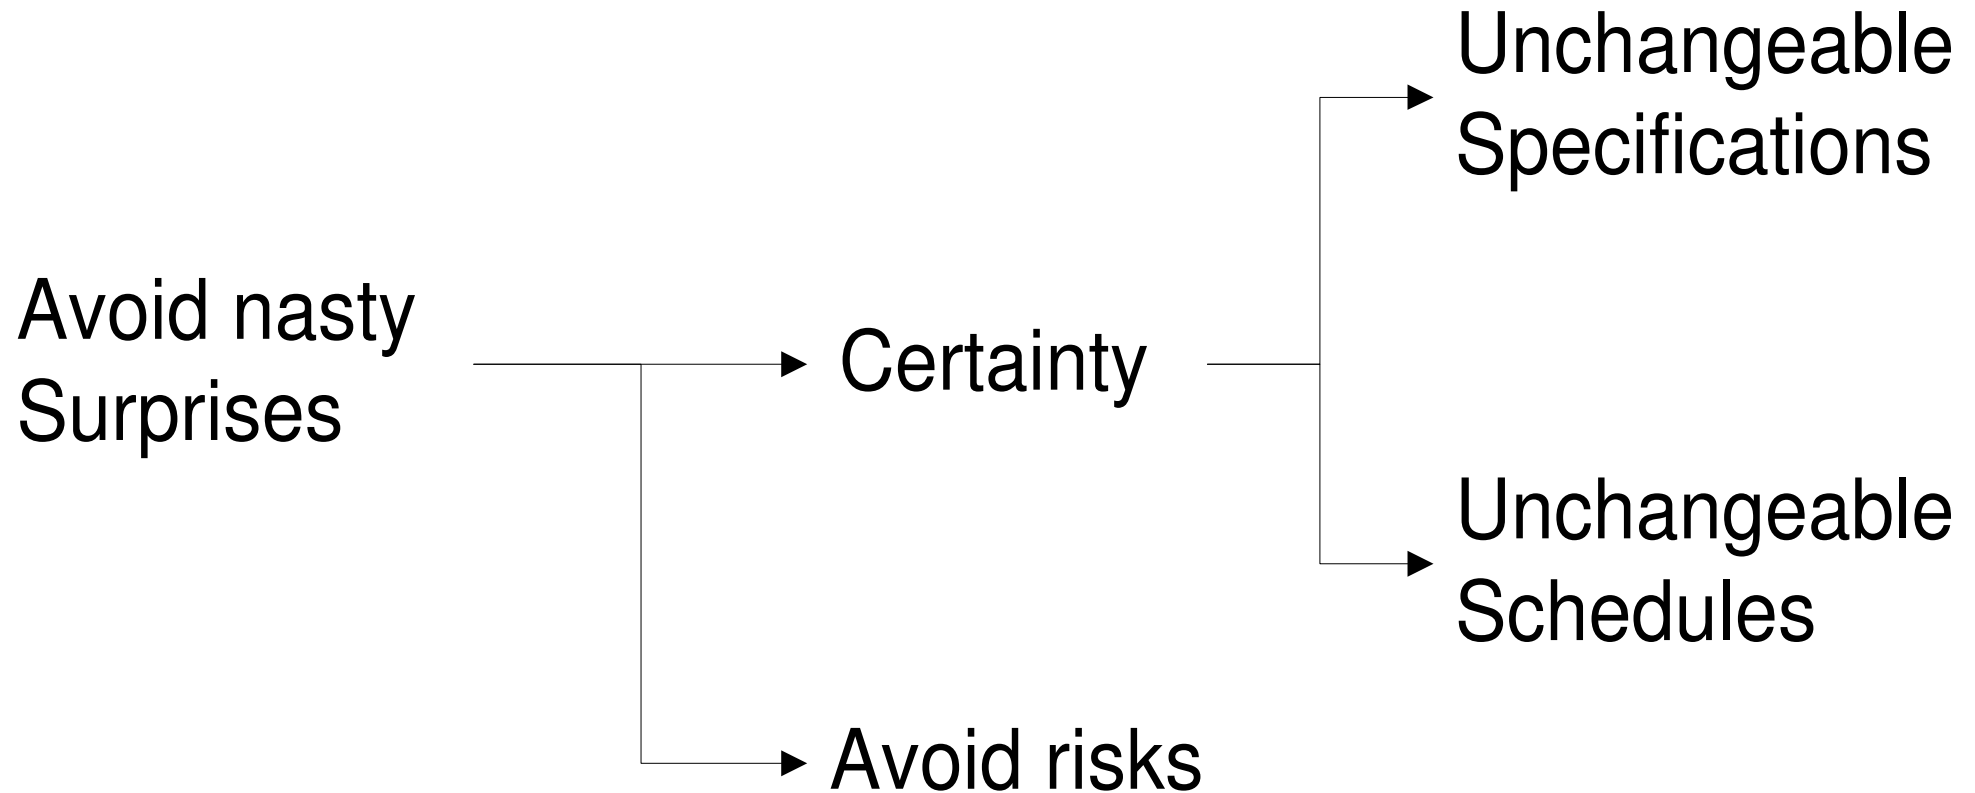 Unchangeable
Specifications
Avoid nasty
Surprises
Certainty
Unchangeable
Schedules
Avoid risks